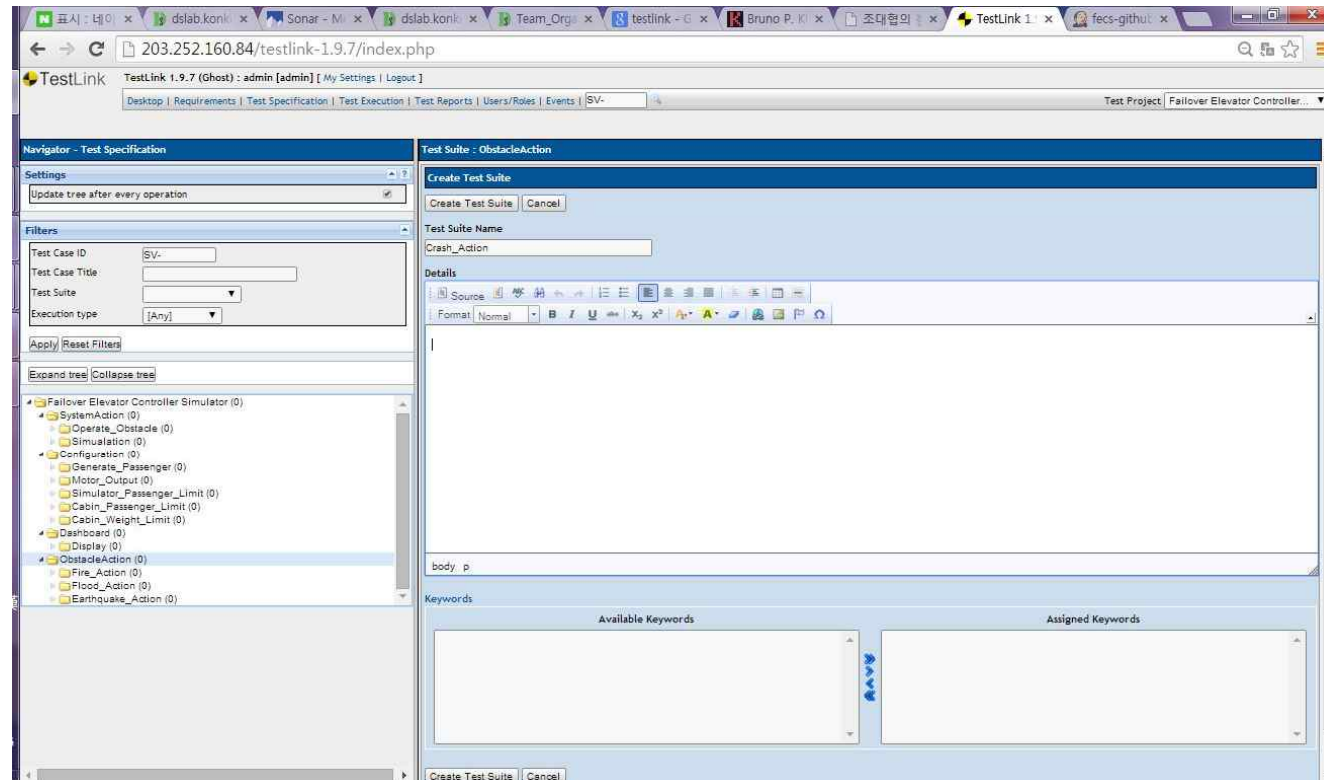 표시 : 네이
dslab.konk
Sonar - M
dslab.konk
Team_Orga
testlink - G
Bruno P. K
조대협의
TestLink 1.
fecs-github
203.252.160.84/testlink-1.9.7/index.php
TestLink TestLink 1.9.7 (Ghost) : admin [admin] [ My Settings | Logout ]
Desktop | Requirements | Test Specification | Test Execution | Test Reports | Users/Roles | Events | SV- Test Project Failover Elevator Controller...
Navigator - Test Specification
Settings
Update tree after every operation
Filters
Test Case ID SV-
Test Case Title
Test Suite
Execution type [Any]
Apply Reset Filters
Expand tree Collapse tree
Failover Elevator Controller Simulator (0)
SystemAction (0)
Operate_Obstacle (0)
Simualation (0)
Configuration (0)
Generate_Passenger (0)
Motor_Output (0)
Simulator_Passenger_Limit (0)
Cabin_Passenger_Limit (0)
Cabin_Weight_Limit (0)
Dashboard (0)
Display (0)
ObstacleAction (0)
Fire_Action (0)
Flood_Action (0)
Earthquake_Action (0)
Test Suite : ObstacleAction
Create Test Suite
Create Test Suite Cancel
Test Suite Name
Crash_Action
Details
Source
Format Normal B I U abc X₂ X² A A Ω
body p
Keywords
Available Keywords Assigned Keywords
Create Test Suite Cancel